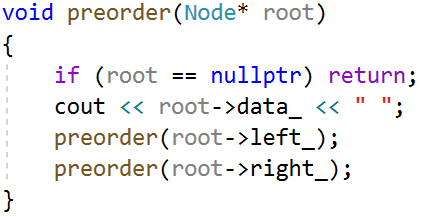 void preorder(Node* root)
{
    if (root == nullptr) return;
    cout << root->data_ << " ";
    preorder(root->left_);
    preorder(root->right_);
}